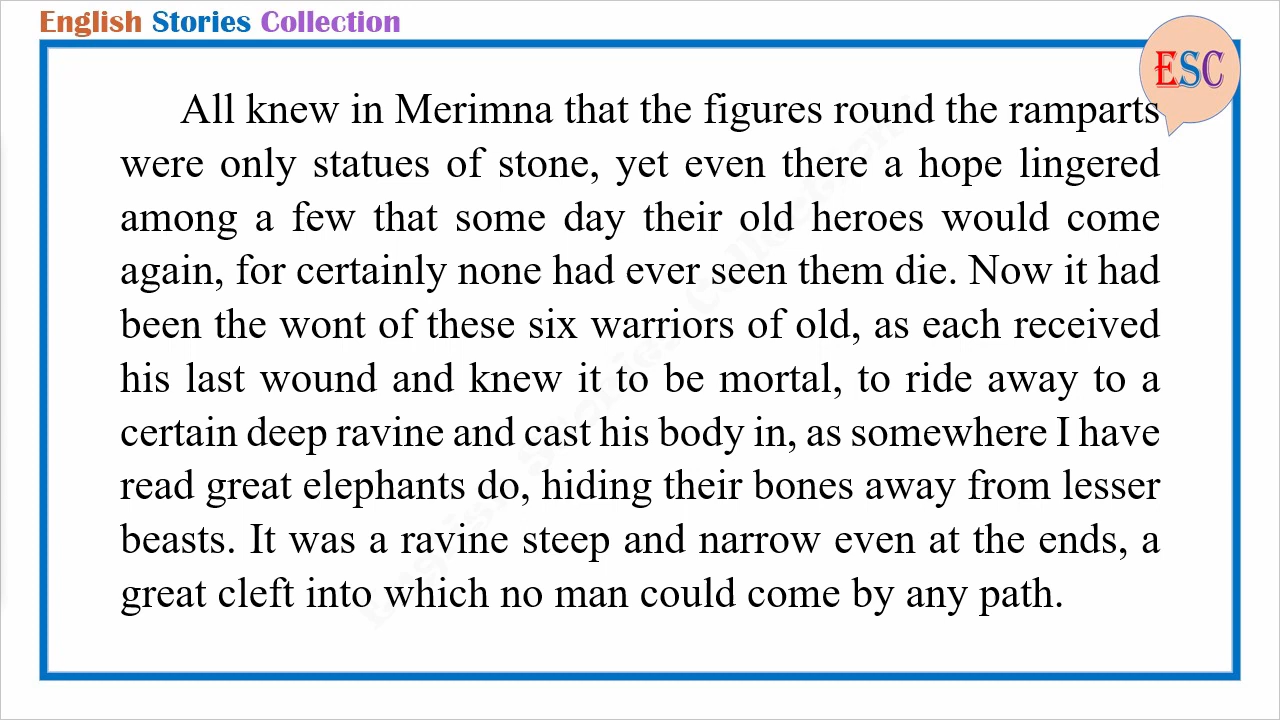 English Stories Collection
ESC
All knew in Merimna that the figures round the ramparts
were only statues of stone, yet even there a hope lingered
among a few that some day their old heroes would come
again, for certainly none had ever seen them die. Now it had
been the wont of these six warriors of old, as each received
his last wound and knew it to be mortal, to ride away to a
certain deep ravine and cast his body in, as somewhere I have
read great elephants do, hiding their bones away from lesser
beasts. It was a ravine steep and narrow even at the ends, a
great cleft into which no man could come by any path.